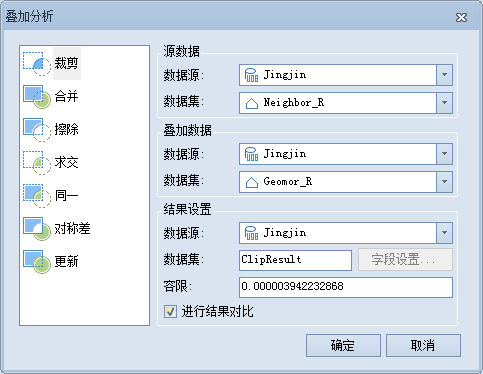 叠加分析
裁剪
合并
擦除
求交
同一
对称差
更新
源数据
数据源: Jingjin
数据集: Neighbor_R
叠加数据
数据源: Jingjin
数据集: Geomor_R
结果设置
数据源: Jingjin
数据集: ClipResult 字段设置...
容限: 0.000003942232868
进行结果对比
确定 取消